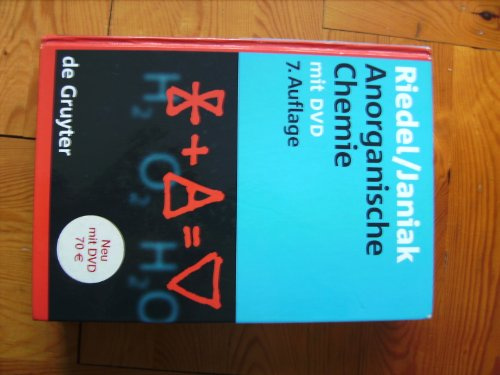 Riedel/Janiak
Anorganische
Chemie
mit DVD
7. Auflage
H₂ O₂ H₂O
Neu
mit DVD
70 €
de Gruyter